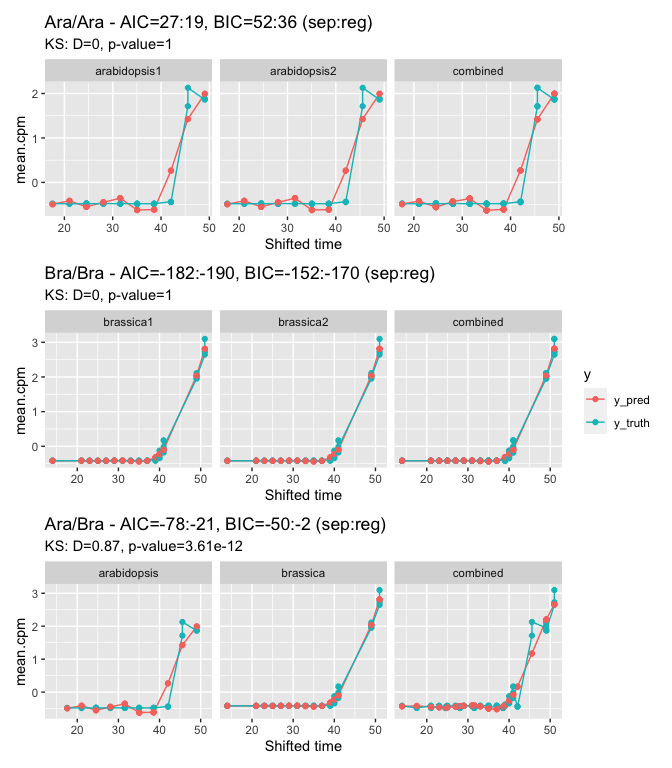 Ara/Ara - AIC=27:19, BIC=52:36 (sep:reg)
KS: D=0, p-value=1
arabidopsis1 arabidopsis2 combined
2
1
0
mean.cpm
20 30 40 50 20 30 40 50 20 30 40 50
Shifted time
Bra/Bra - AIC=-182:-190, BIC=-152:-170 (sep:reg)
KS: D=0, p-value=1
brassica1 brassica2 combined
3
2
1
0
mean.cpm
20 30 40 50 20 30 40 50 20 30 40 50
Shifted time
y
y_pred
y_truth
Ara/Bra - AIC=-78:-21, BIC=-50:-2 (sep:reg)
KS: D=0.87, p-value=3.61e-12
arabidopsis brassica combined
3
2
1
0
mean.cpm
20 30 40 50 20 30 40 50 20 30 40 50
Shifted time